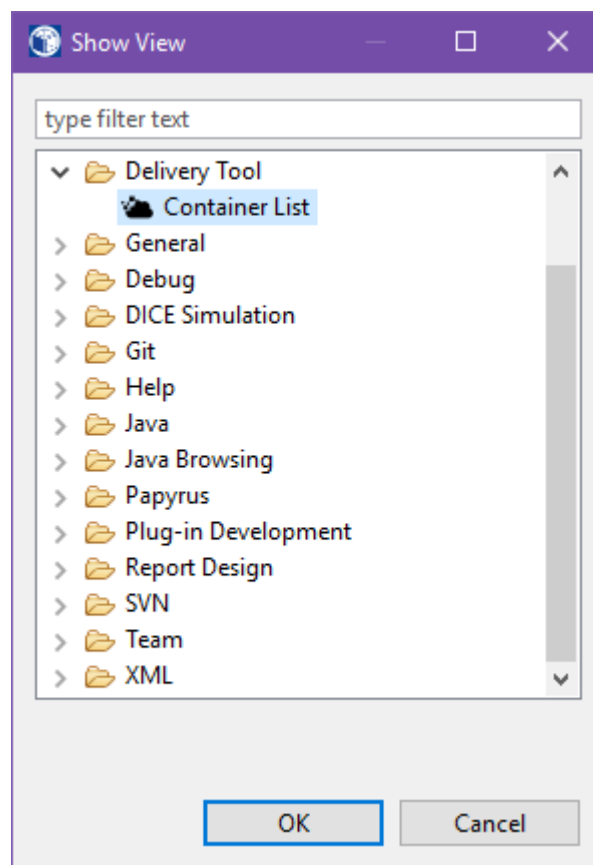 Show View
type filter text
Delivery Tool
Container List
General
Debug
DICE Simulation
Git
Help
Java
Java Browsing
Papyrus
Plug-in Development
Report Design
SVN
Team
XML
OK
Cancel